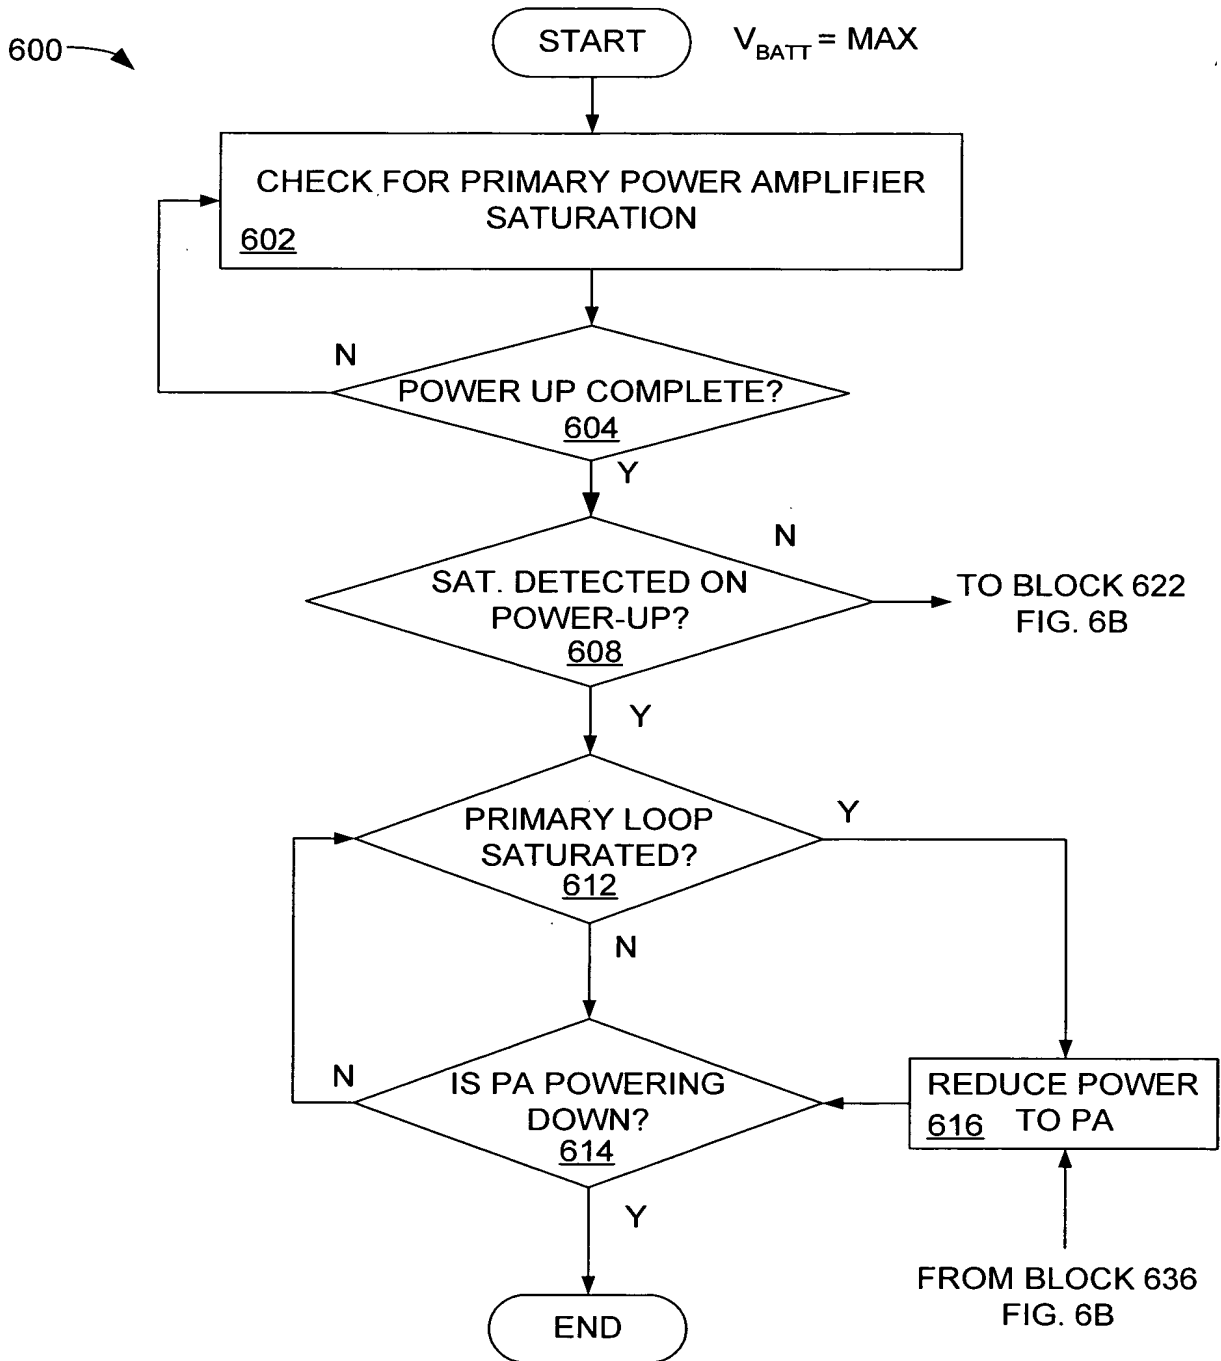 600
START
V_BATT = MAX
CHECK FOR PRIMARY POWER AMPLIFIER
SATURATION
602
N
POWER UP COMPLETE?
604
Y
N
SAT. DETECTED ON
POWER-UP?
608
TO BLOCK 622
FIG. 6B
Y
PRIMARY LOOP
SATURATED?
612
Y
N
N
IS PA POWERING
DOWN?
614
REDUCE POWER
TO PA
616
Y
FROM BLOCK 636
FIG. 6B
END